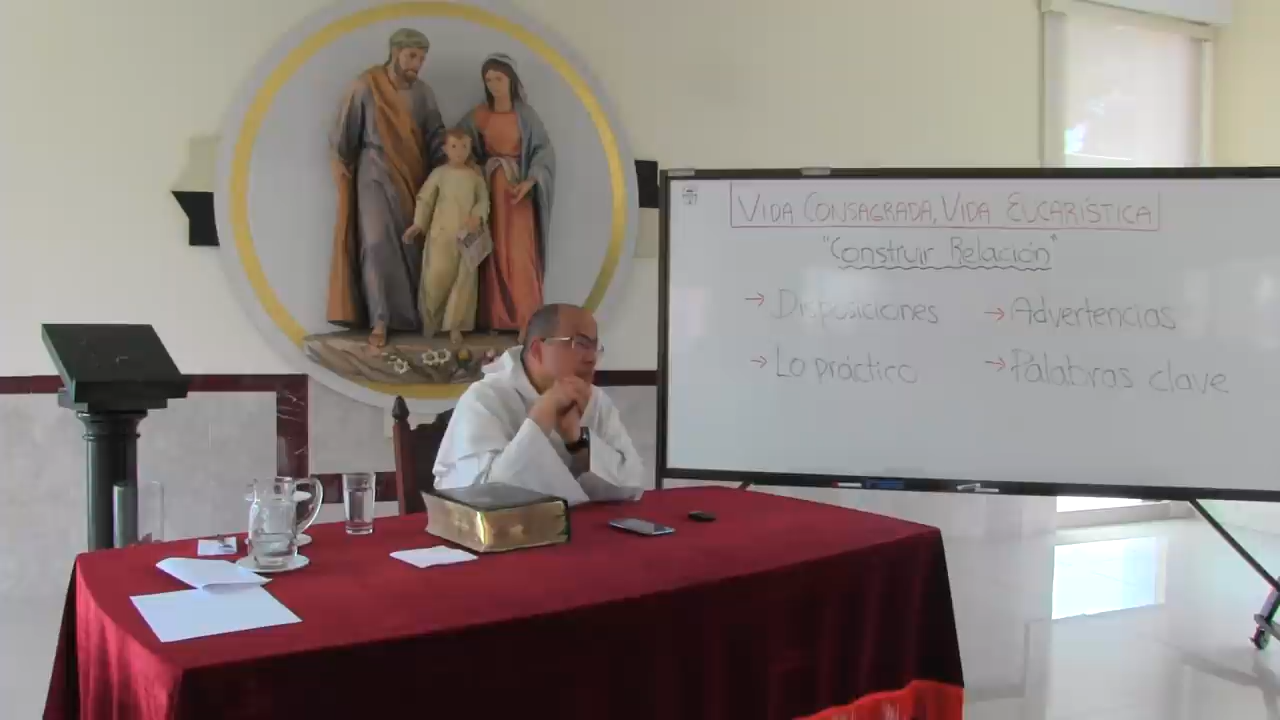 VIDA CONSAGRADA, VIDA EUCARÍSTICA
"Construir Relación"
→ Disposiciones → Advertencias
→ Lo práctico → Palabras clave